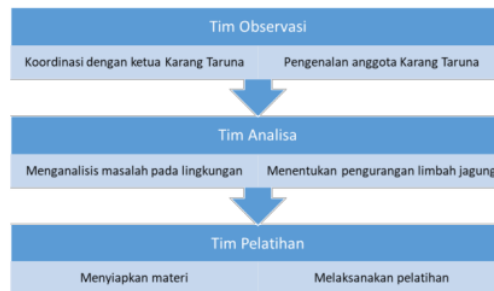 Tim Observasi
Koordinasi dengan ketua Karang Taruna
Pengenalan anggota Karang Taruna
Tim Analisa
Menganalisis masalah pada lingkungan
Menentukan pengurangan limbah jagung
Tim Pelatihan
Menyiapkan materi
Melaksanakan pelatihan